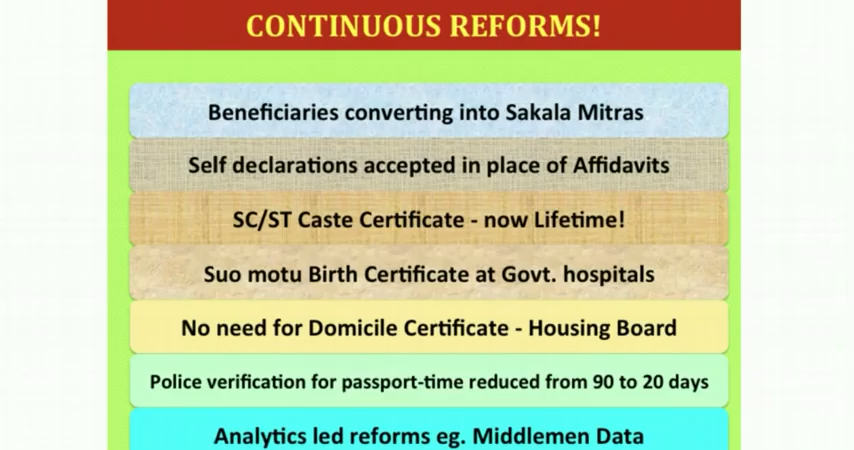 CONTINUOUS REFORMS!
Beneficiaries converting into Sakala Mitras
Self declarations accepted in place of Affidavits
SC/ST Caste Certificate - now Lifetime!
Suo motu Birth Certificate at Govt. hospitals
No need for Domicile Certificate - Housing Board
Police verification for passport-time reduced from 90 to 20 days
Analytics led reforms eg. Middlemen Data